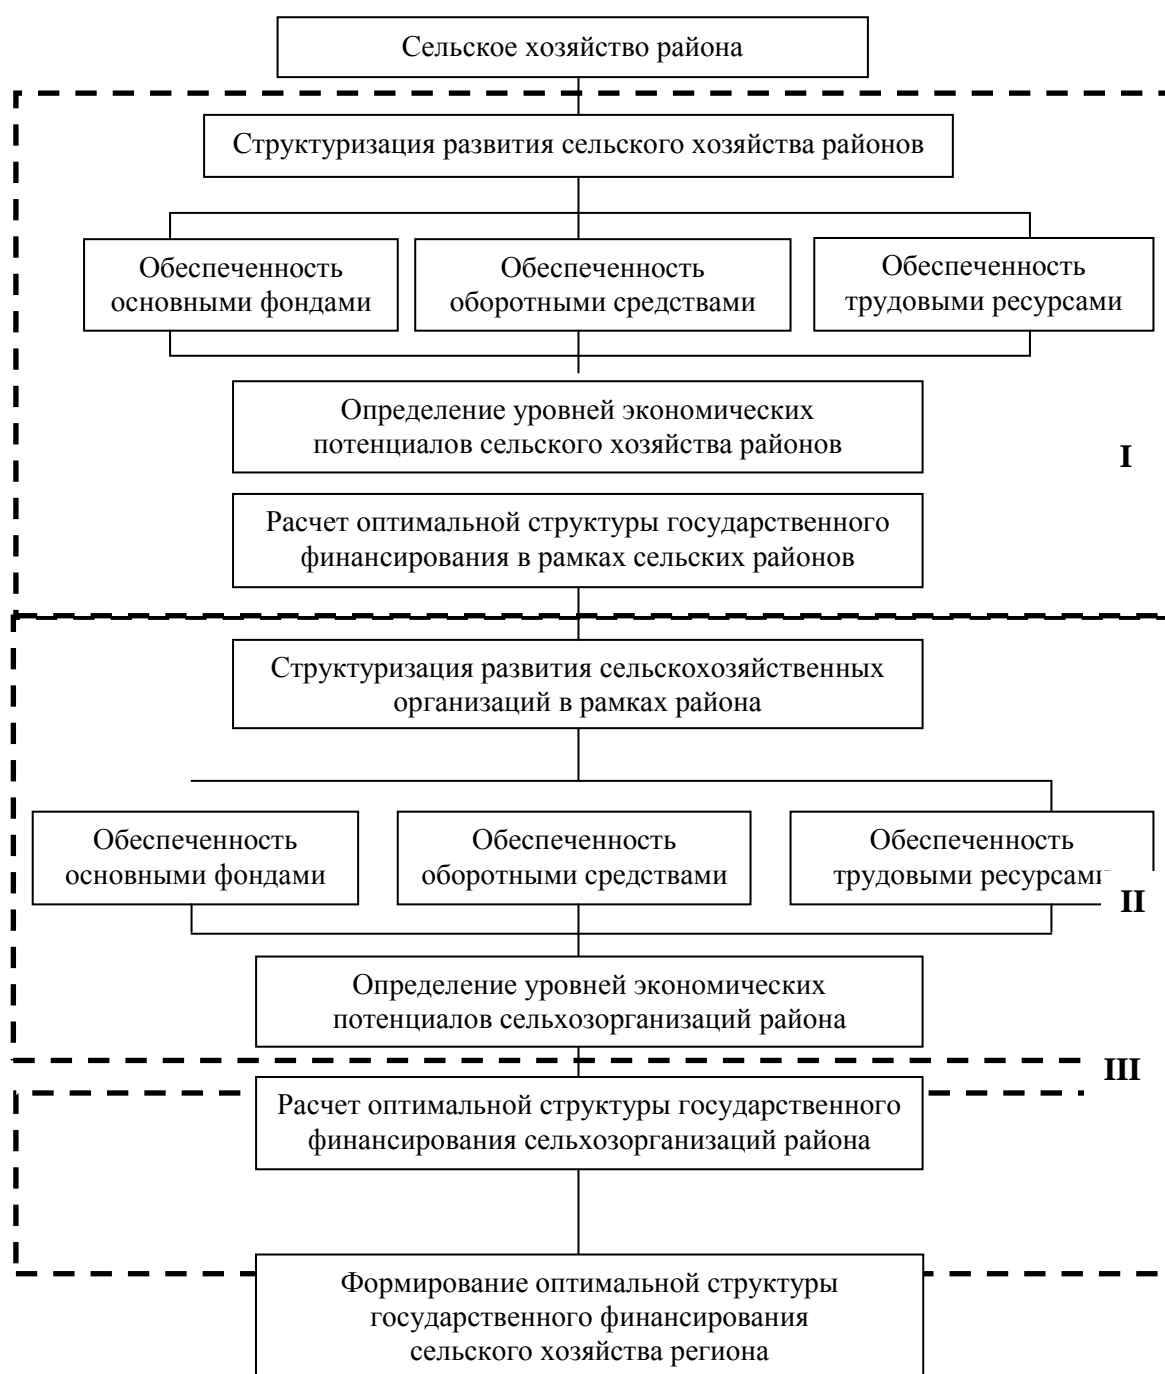 Сельское хозяйство района
Структуризация развития сельского хозяйства районов
Обеспеченность
основными фондами
Обеспеченность
оборотными средствами
Обеспеченность
трудовыми ресурсами
Определение уровней экономических
потенциалов сельского хозяйства районов
I
Расчет оптимальной структуры государственного
финансирования в рамках сельских районов
Структуризация развития сельскохозяйственных
организаций в рамках района
Обеспеченность
основными фондами
Обеспеченность
оборотными средствами
Обеспеченность
трудовыми ресурсами
II
Определение уровней экономических
потенциалов сельхозорганизаций района
III
Расчет оптимальной структуры государственного
финансирования сельхозорганизаций района
Формирование оптимальной структуры
государственного финансирования
сельского хозяйства региона